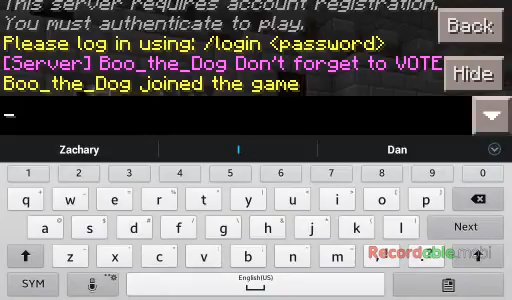 This server requires account registration.
You must authenticate to play.
Please log in using: /login <password>
[Server] Boo_the_Dog Don't forget to VOTE
Boo_the_Dog joined the game
_
Back
Hide
Zachary I Dan
1 2 3 4 5 6 7 8 9 0
q w e r t y u i o p
a s d f g h j k l Next
z x c v b n m , ! . ?
Recordable.mobi
SYM English(US)